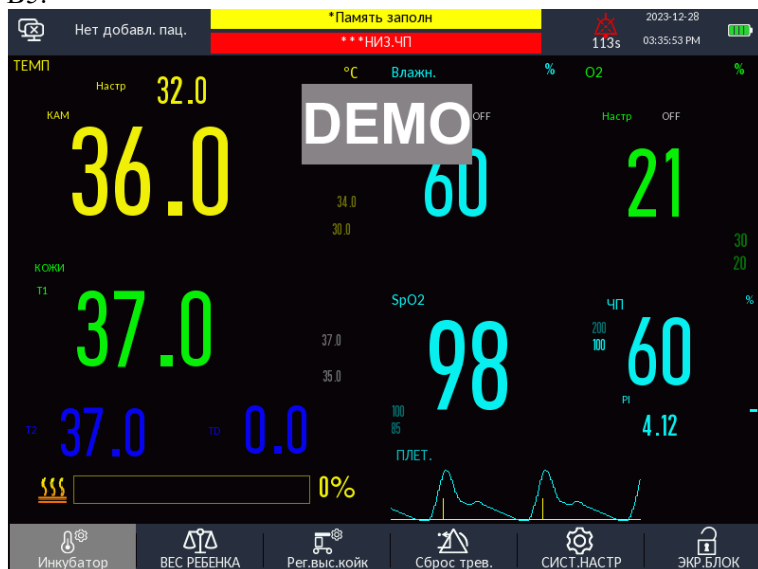 В3.
Нет добавл. пац.
*Память заполн
***НИЗ.ЧП
113s
2023-12-28
03:35:53 PM
ТЕМП
°C
Настр
32.0
КАМ
36.0
34.0
30.0
Влажн.
%
OFF
60
O2
%
Настр
OFF
21
30
20
DEMO
КОЖИ
T1
37.0
37.0
35.0
SpO2
98
100
85
ЧП
%
200
100
60
PI
4.12
T2
37.0
TD
0.0
0%
ПЛЕТ.
Инкубатор
ВЕС РЕБЕНКА
Рег.выс.койк
Сброс трев.
СИСТ.НАСТР
ЭКР.БЛОК